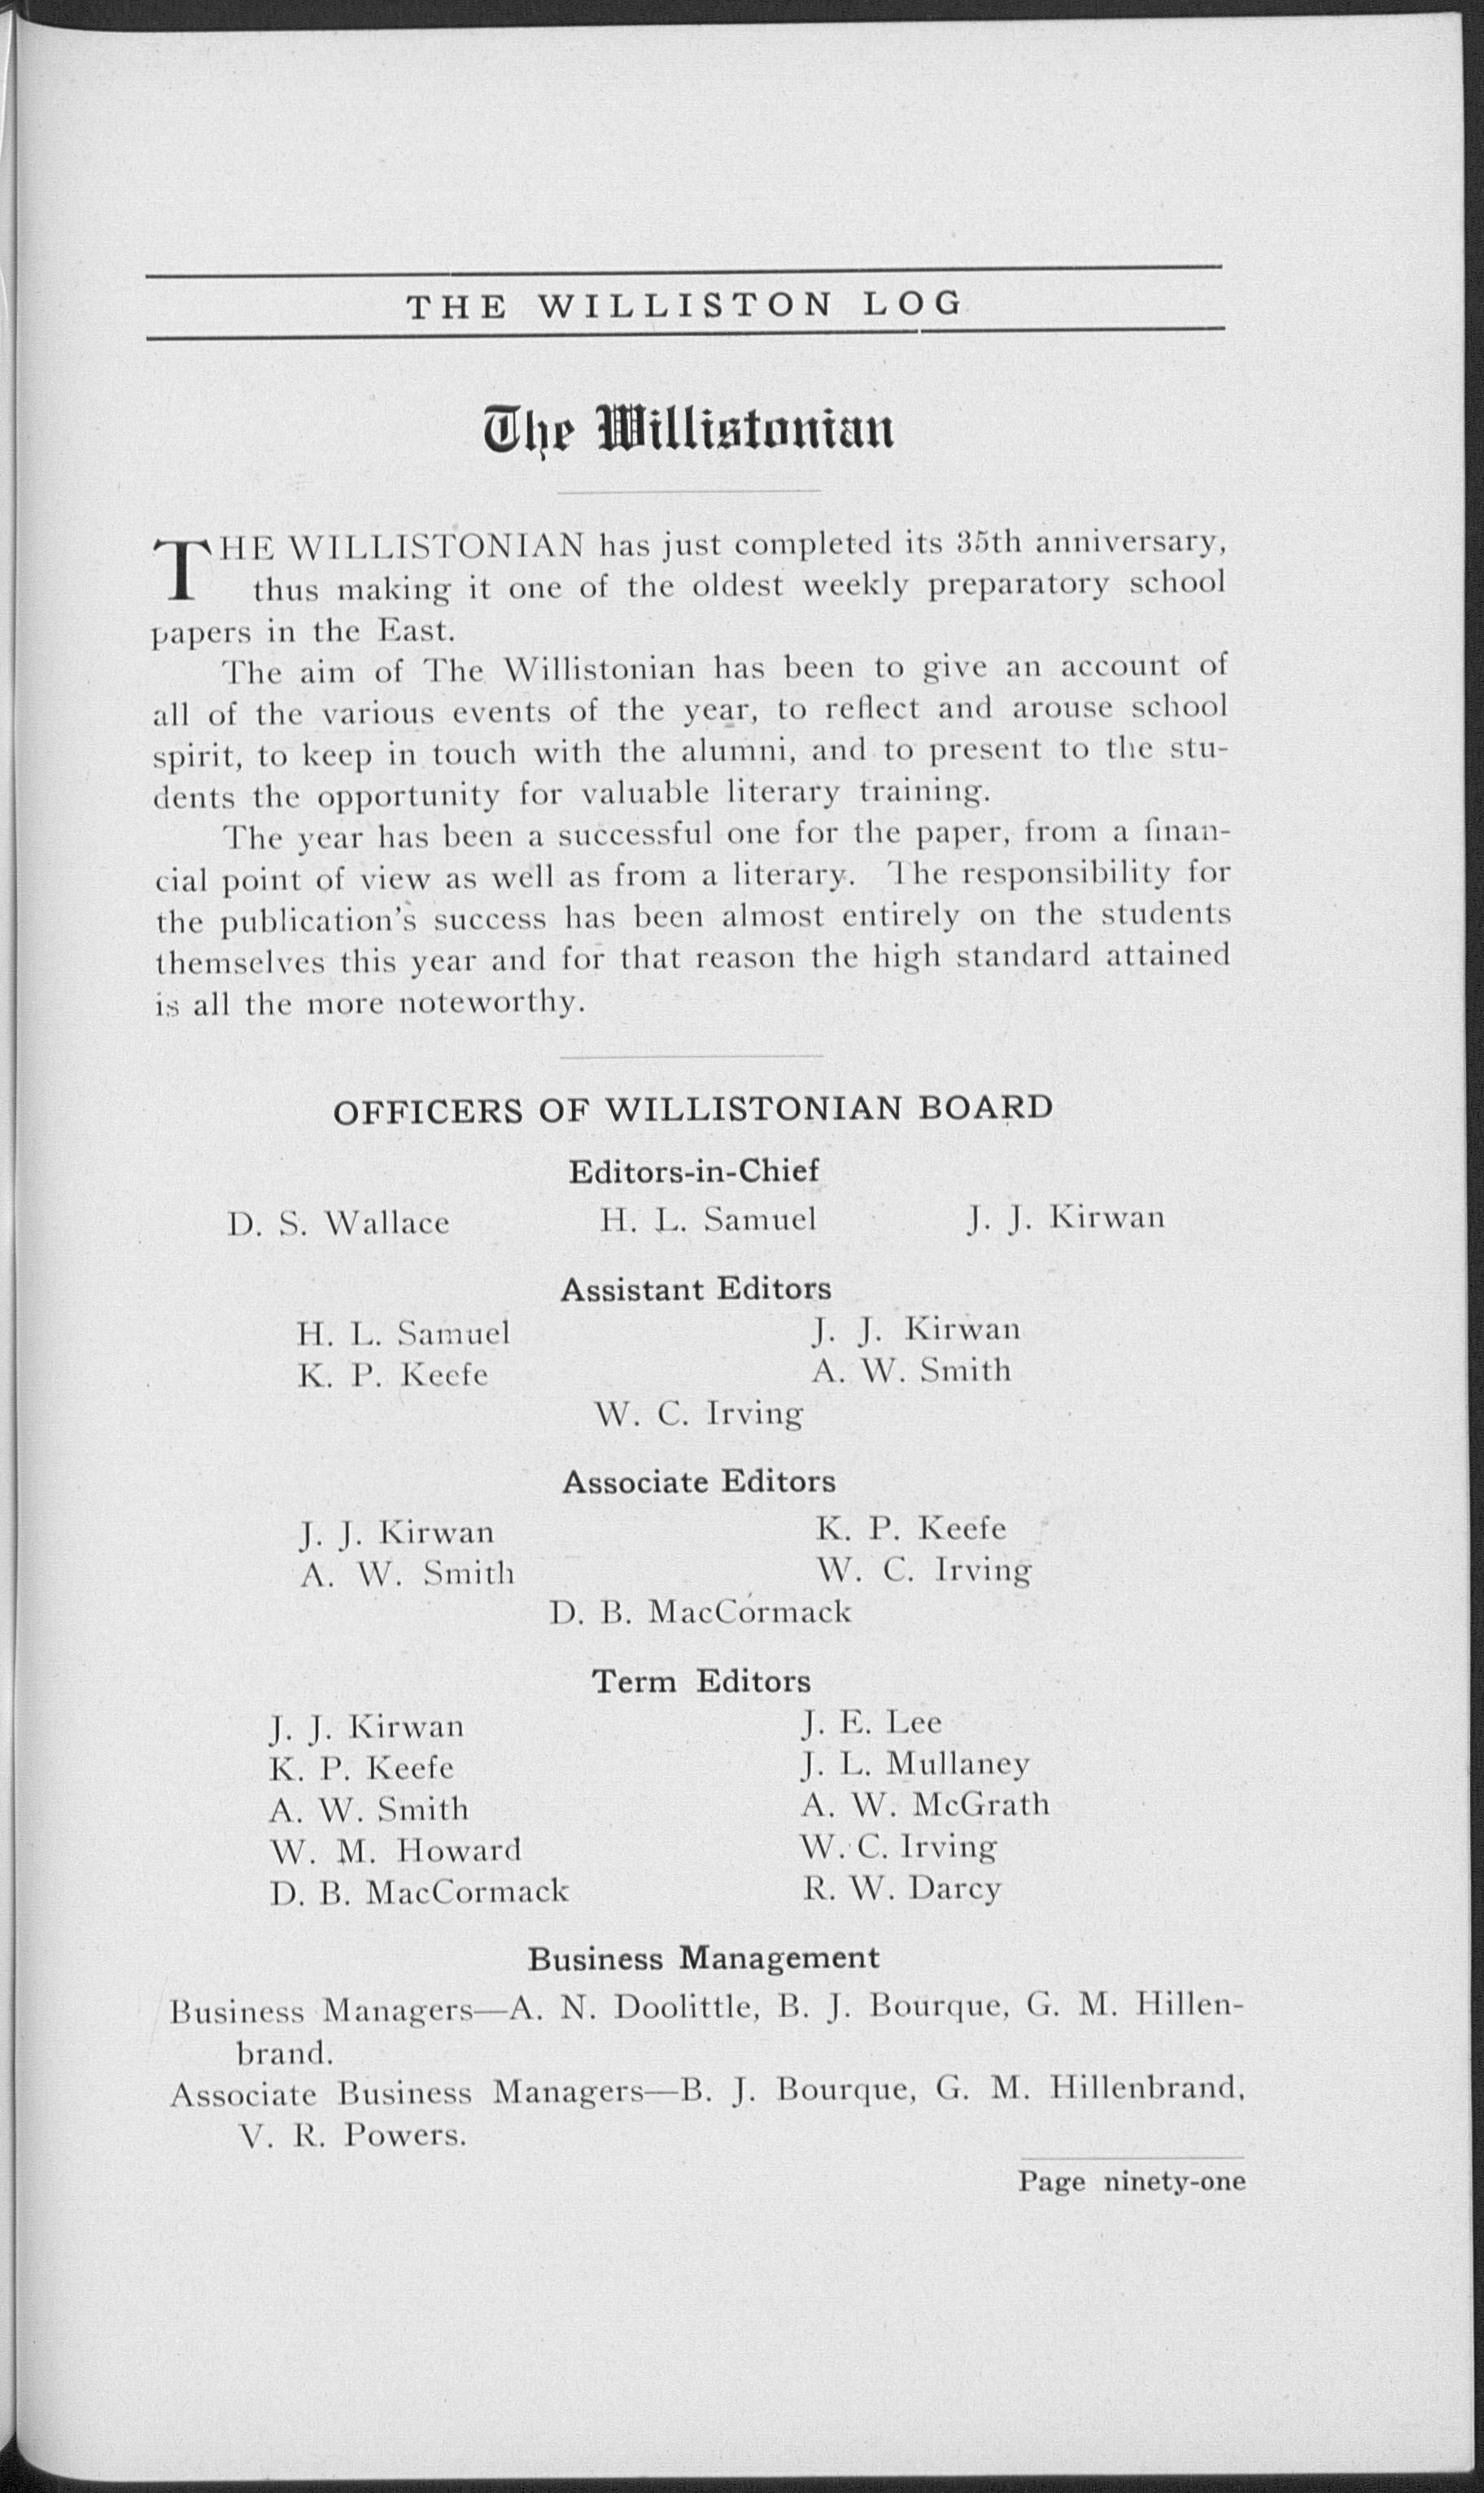 THE WILLISTON LOG
The Willistonian
THE WILLISTONIAN has just completed its 35th anniversary,
thus making it one of the oldest weekly preparatory school
papers in the East.
The aim of The Willistonian has been to give an account of
all of the various events of the year, to reflect and arouse school
spirit, to keep in touch with the alumni, and to present to the stu-
dents the opportunity for valuable literary training.
The year has been a successful one for the paper, from a finan-
cial point of view as well as from a literary. The responsibility for
the publication's success has been almost entirely on the students
themselves this year and for that reason the high standard attained
is all the more noteworthy.
OFFICERS OF WILLISTONIAN BOARD
Editors-in-Chief
D. S. Wallace H. L. Samuel J. J. Kirwan
Assistant Editors
H. L. Samuel J. J. Kirwan
K. P. Keefe A. W. Smith
W. C. Irving
Associate Editors
J. J. Kirwan K. P. Keefe
A. W. Smith W. C. Irving
D. B. MacCormack
Term Editors
J. J. Kirwan J. E. Lee
K. P. Keefe J. L. Mullaney
A. W. Smith A. W. McGrath
W. M. Howard W. C. Irving
D. B. MacCormack R. W. Darcy
Business Management
Business Managers—A. N. Doolittle, B. J. Bourque, G. M. Hillen-
brand.
Associate Business Managers—B. J. Bourque, G. M. Hillenbrand,
V. R. Powers.
Page ninety-one